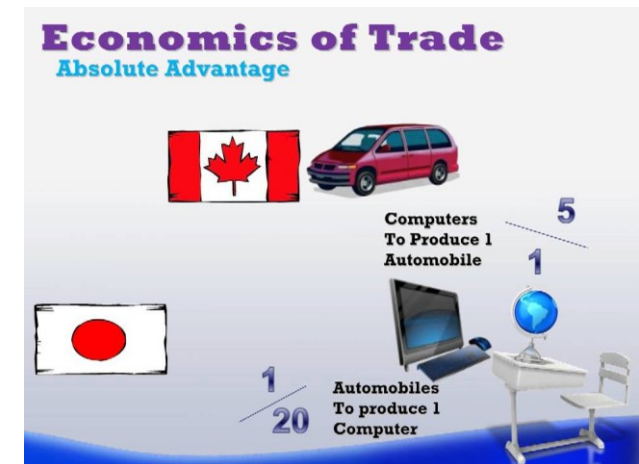 Economics of Trade
Absolute Advantage
Computers
To Produce 1
Automobile
5
1
1
20
Automobiles
To produce 1
Computer